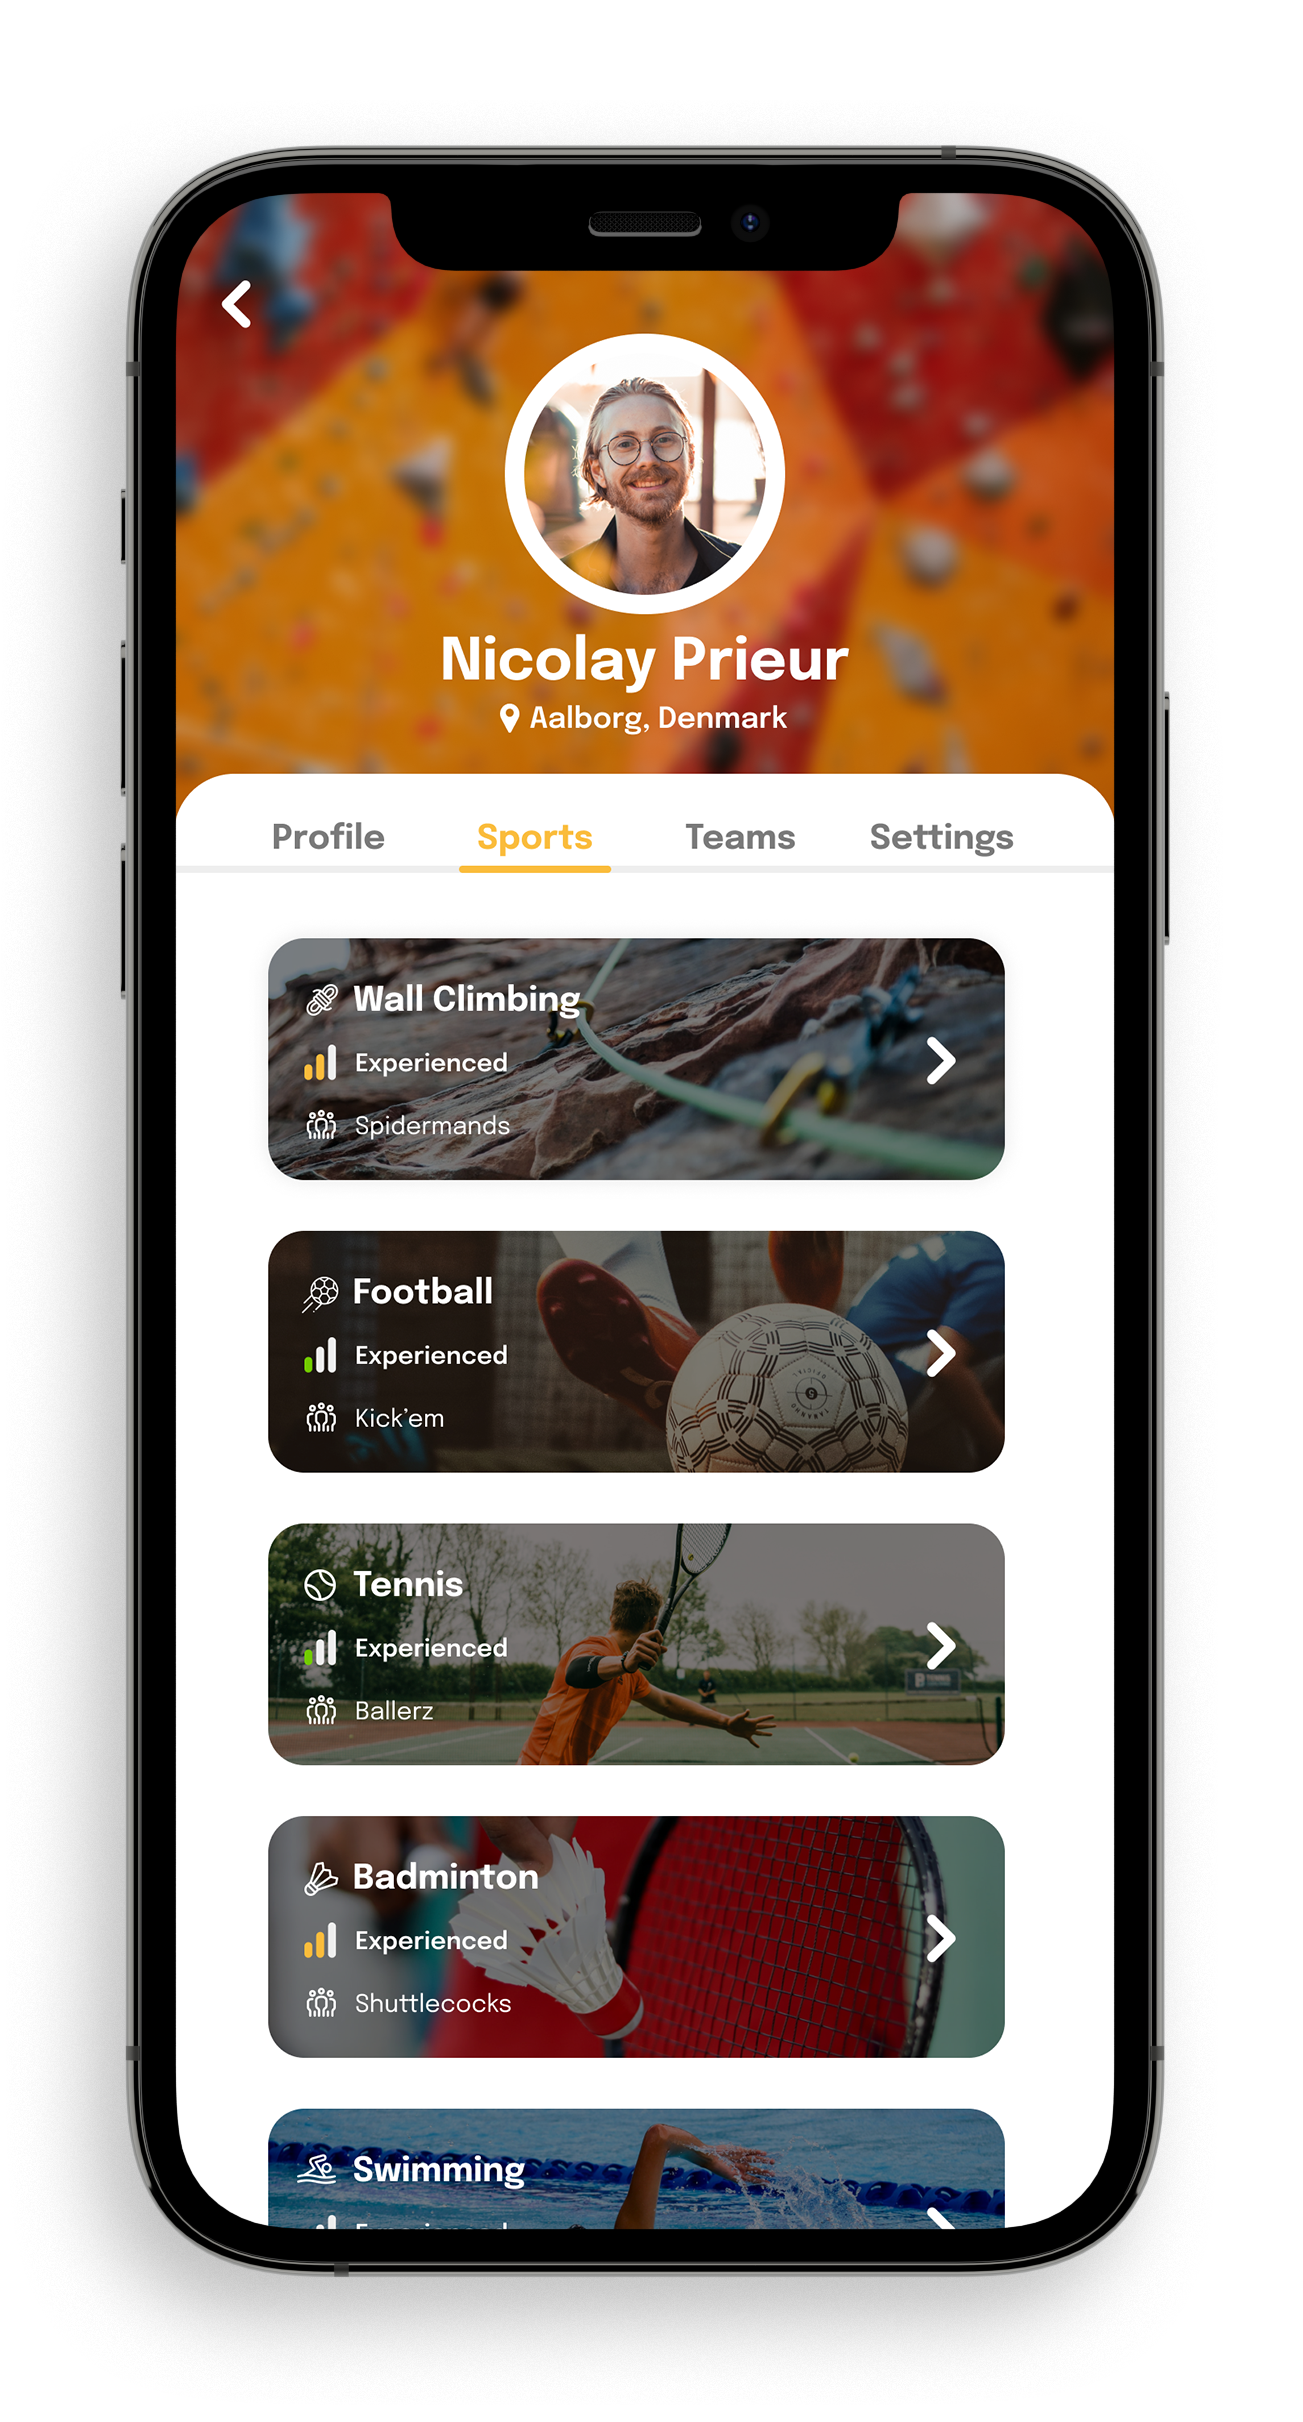 Nicolay Prieur
Aalborg, Denmark
Profile Sports Teams Settings
Wall Climbing
Experienced
Spidermands
Football
Experienced
Kick'em
Tennis
Experienced
Ballerz
Badminton
Experienced
Shuttlecocks
Swimming